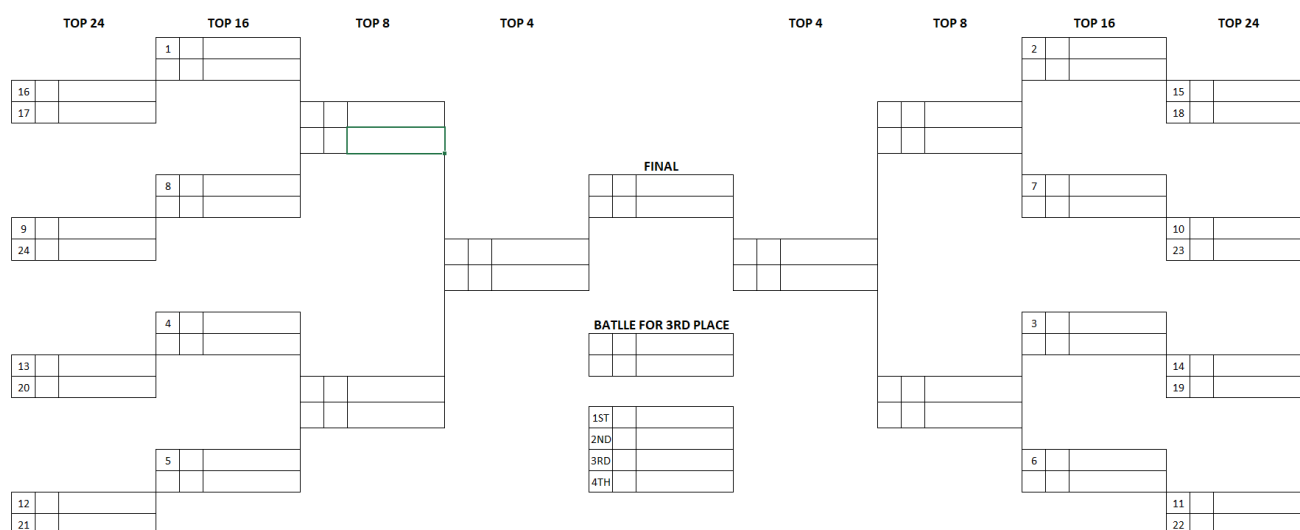 TOP 24 TOP 16 TOP 8 TOP 4 TOP 4 TOP 8 TOP 16 TOP 24
1 2
16 15
17 18
FINAL
8 7
9 10
24 23
4 BATLLE FOR 3RD PLACE 3
13 14
20 19
1ST
2ND
5 3RD 6
4TH
12 11
21 22